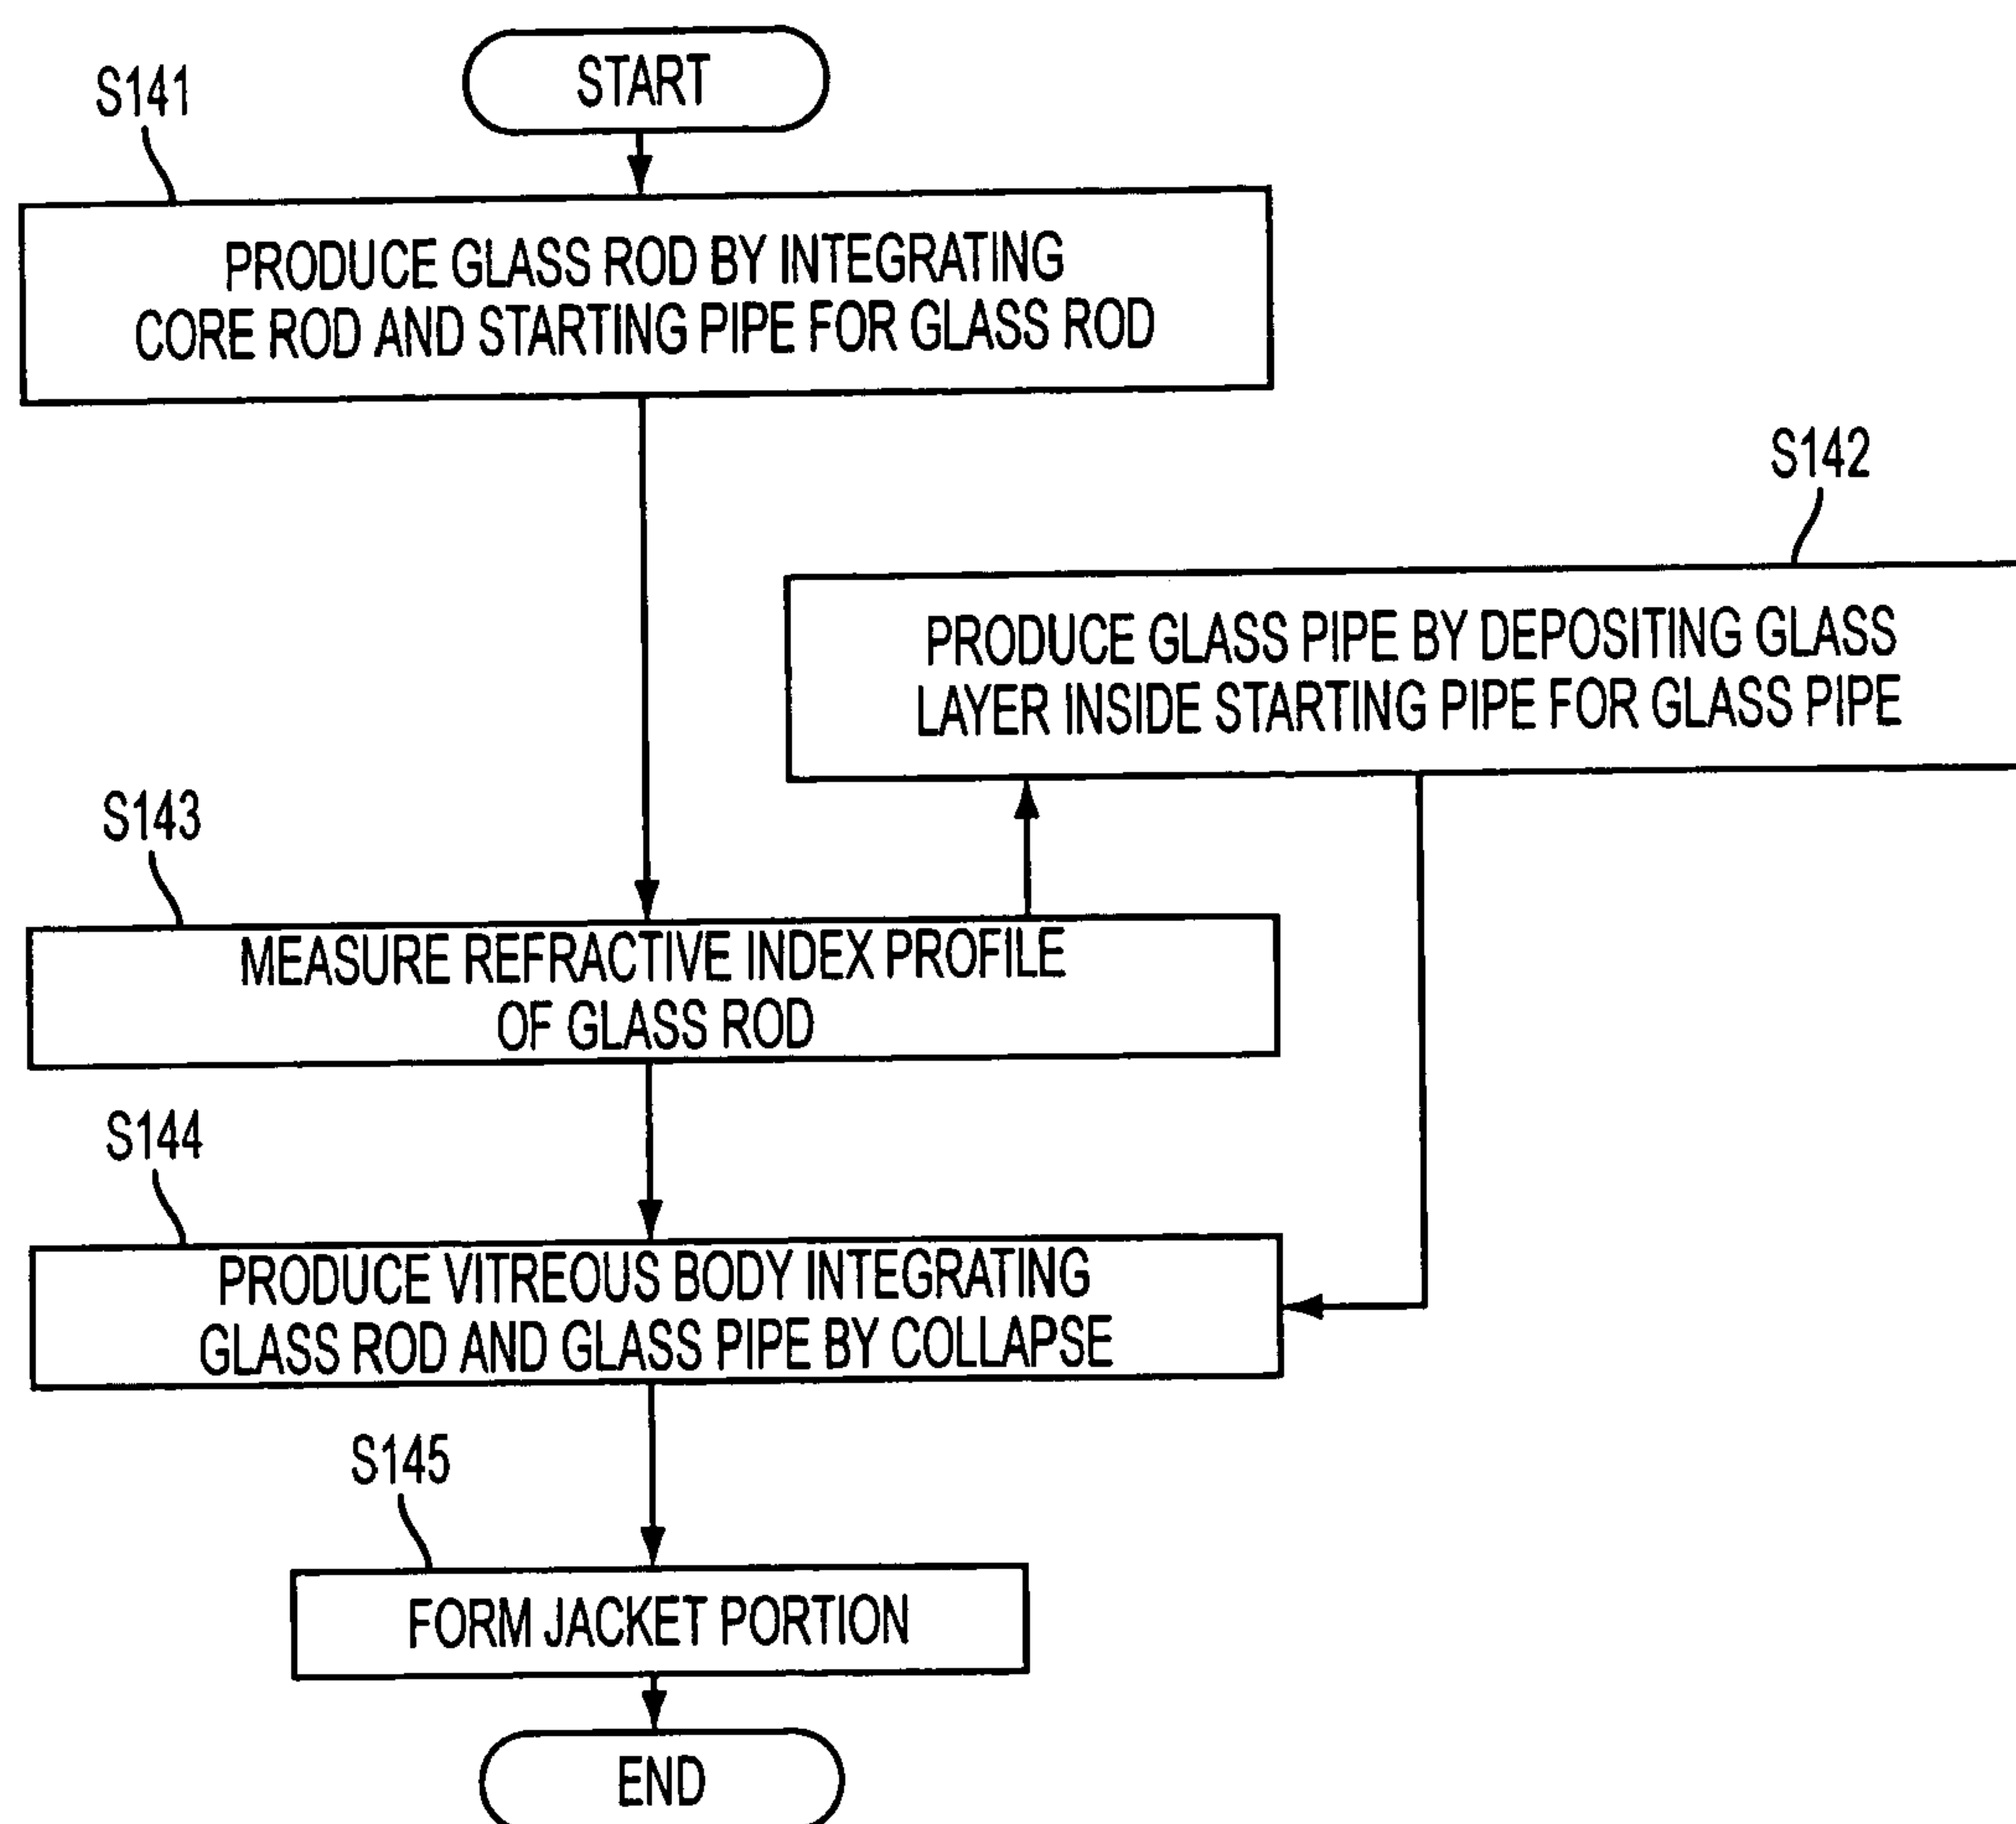 START
S141
PRODUCE GLASS ROD BY INTEGRATING
CORE ROD AND STARTING PIPE FOR GLASS ROD
S142
PRODUCE GLASS PIPE BY DEPOSITING GLASS
LAYER INSIDE STARTING PIPE FOR GLASS PIPE
S143
MEASURE REFRACTIVE INDEX PROFILE
OF GLASS ROD
S144
PRODUCE VITREOUS BODY INTEGRATING
GLASS ROD AND GLASS PIPE BY COLLAPSE
S145
FORM JACKET PORTION
END